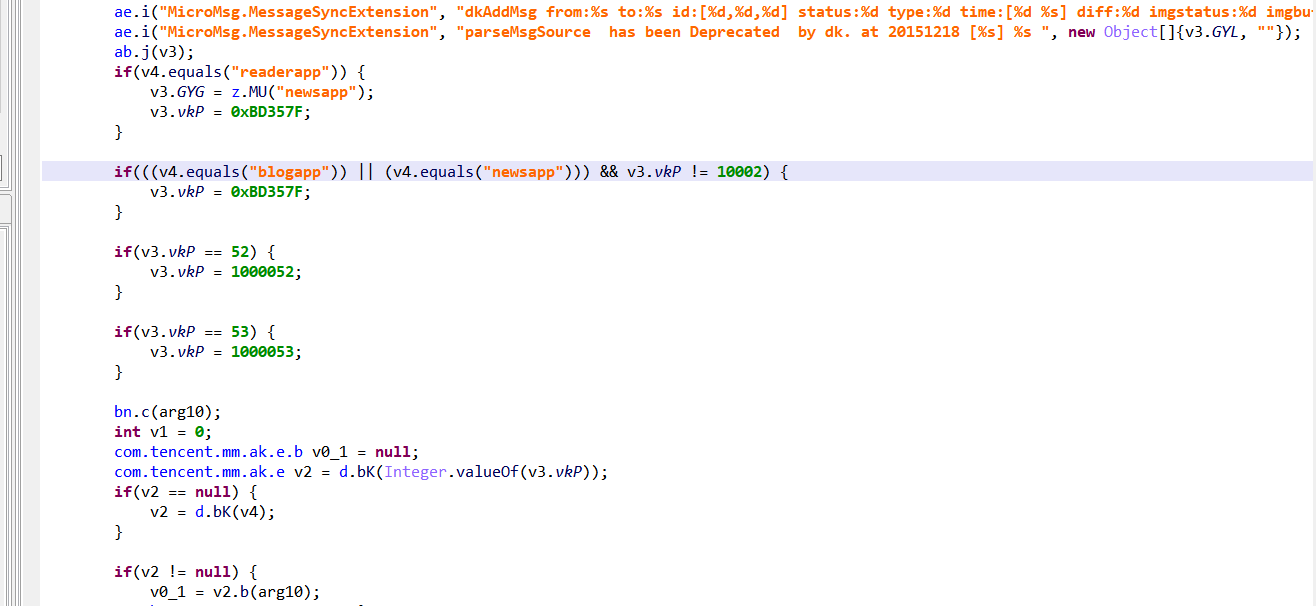 ae.i("MicroMsg.MessageSyncExtension", "dkAddMsg from:%s to:%s id:[%d,%d,%d] status:%d type:%d time:[%d %s] diff:%d imgstatus:%d imgbu
ae.i("MicroMsg.MessageSyncExtension", "parseMsgSource  has been Deprecated  by dk. at 20151218 [%s] %s ", new Object[]{v3.GYL, ""});
ab.j(v3);
if(v4.equals("readerapp")) {
    v3.GYG = z.MU("newsapp");
    v3.vkP = 0xBD357F;
}
if(((v4.equals("blogapp")) || (v4.equals("newsapp"))) && v3.vkP != 10002) {
    v3.vkP = 0xBD357F;
}
if(v3.vkP == 52) {
    v3.vkP = 1000052;
}
if(v3.vkP == 53) {
    v3.vkP = 1000053;
}
bn.c(arg10);
int v1 = 0;
com.tencent.mm.ak.e.b v0_1 = null;
com.tencent.mm.ak.e v2 = d.bK(Integer.valueOf(v3.vkP));
if(v2 == null) {
    v2 = d.bK(v4);
}
if(v2 != null) {
    v0_1 = v2.b(arg10);